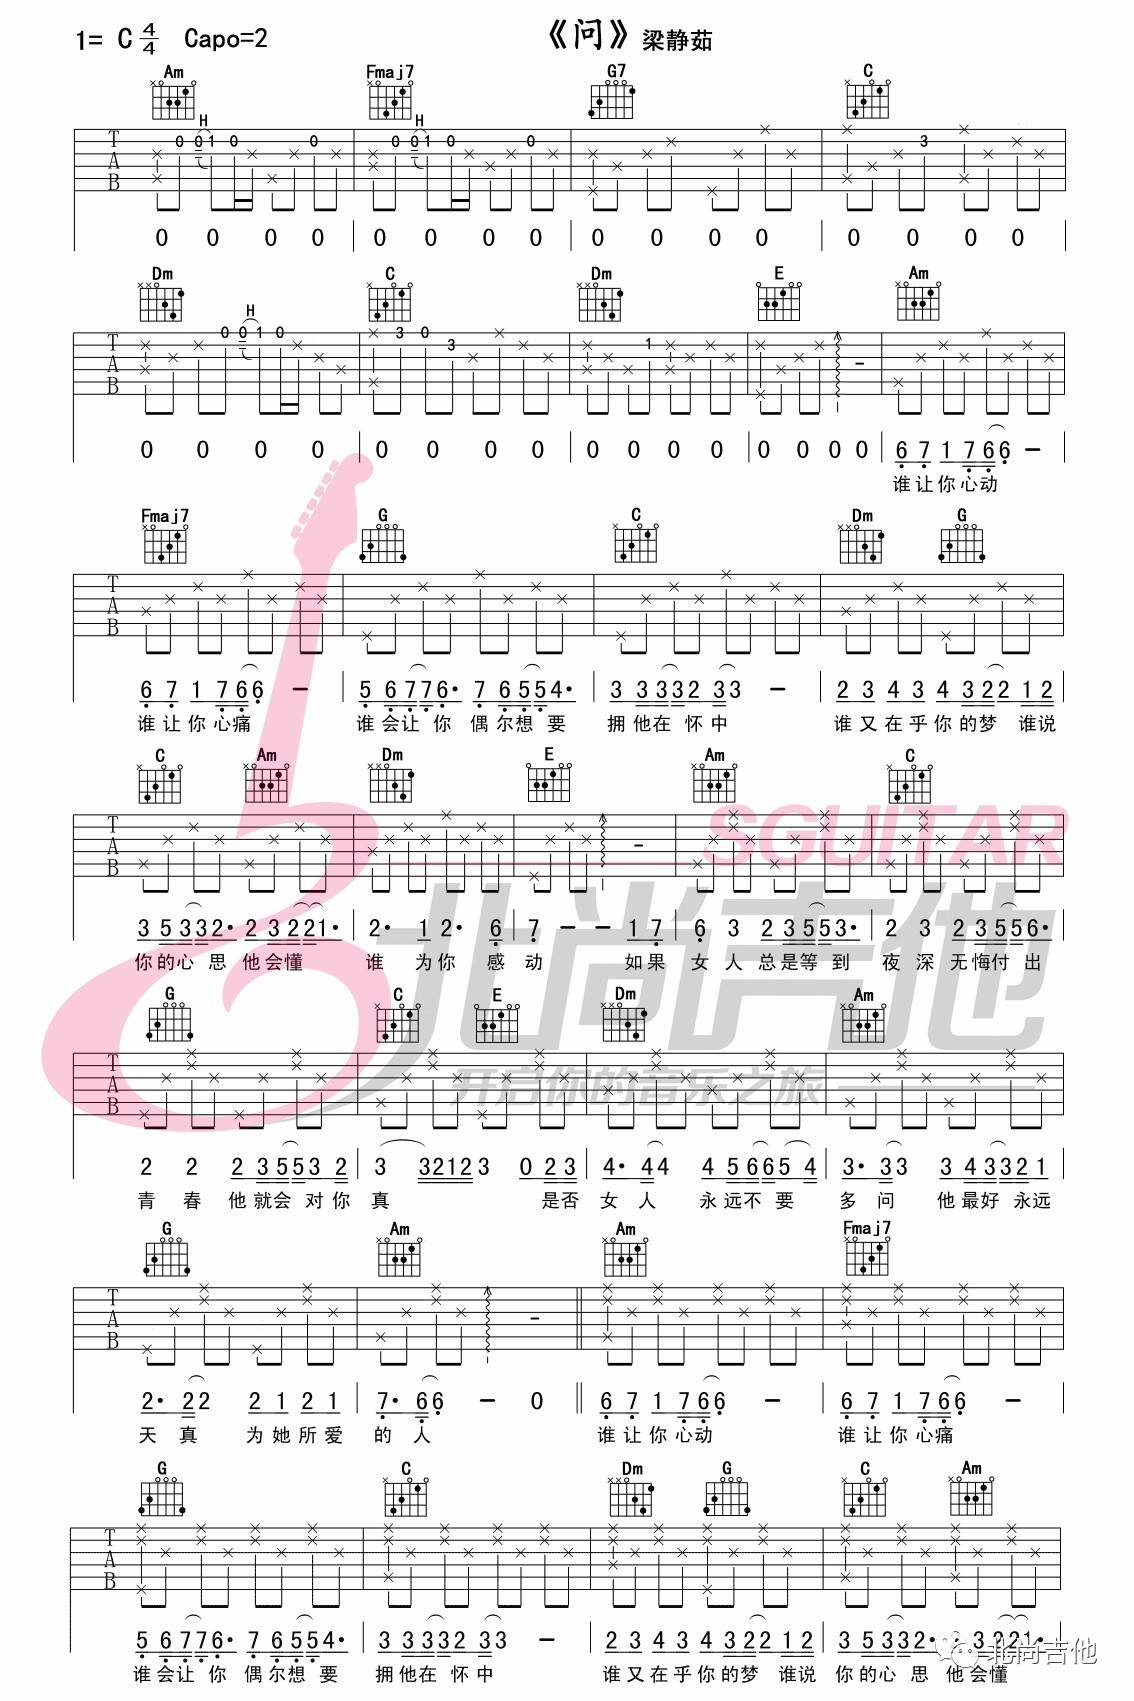 1= C 4/4 Capo=2 《问》 梁静茹
Am Fmaj7 G7 C
H H
T A B 0 0 1 0 0 0 0 1 0 0 3
0 0 0 0 0 0 0 0 0 0 0 0 0 0 0 0
Dm C Dm E Am
H
T A B 0 0 1 0 3 0 3 1 -
0 0 0 0 0 0 0 0 0 0 0 0 0 0 0 0 6 7 1 7 6 6 -
谁让你心动
Fmaj7 G C Dm G
T A B
6 7 1 7 6 6 - 5 6 7 7 6· 7 6 5 5 4· 3 3 3 3 2 3 3 - 2 3 4 3 4 3 2 2 1 2
谁让你心痛 谁会让你 偶尔想要 拥他在怀中 谁又在乎你的梦 谁说
C Am Dm E Am C
SGUITAR
T A B -
3 5 3 3 2· 2 3 2 2 1· 2· 1 2· 6 7 - - 1 7 6 3 2 3 5 5 3· 2 3 5 5 6·
你的心思他会懂 谁 为你 感动 如果 女人总是等到 夜深无悔付出
北尚吉他
G C E Dm Am
开启你的音乐之旅
T A B
2 2 2 3 5 5 3 2 3 3 2 1 2 3 0 2 3 4· 4 4 4 5 6 6 5 4 3· 3 3 3 4 3 3 2 1
青春他就会对你真 是否 女人 永远不要 多问 他最好永远
G Am Am Fmaj7
T A B -
2· 2 2 2 1 2 1 7· 6 6 - 0 6 7 1 7 6 6 - 6 7 1 7 6 6 -
天真 为她所爱的人 谁让你心动 谁让你心痛
G C Dm G C Am
T A B
5 6 7 7 6· 7 6 5 5 4· 3 3 3 3 2 3 3 - 2 3 4 3 4 3 2 2 1 2 3 5 3 3 2· 2 3 2 2 1·
北尚吉他
谁会让你 偶尔想要 拥他在怀中 谁又在乎你的梦 谁说 你的心思他会懂